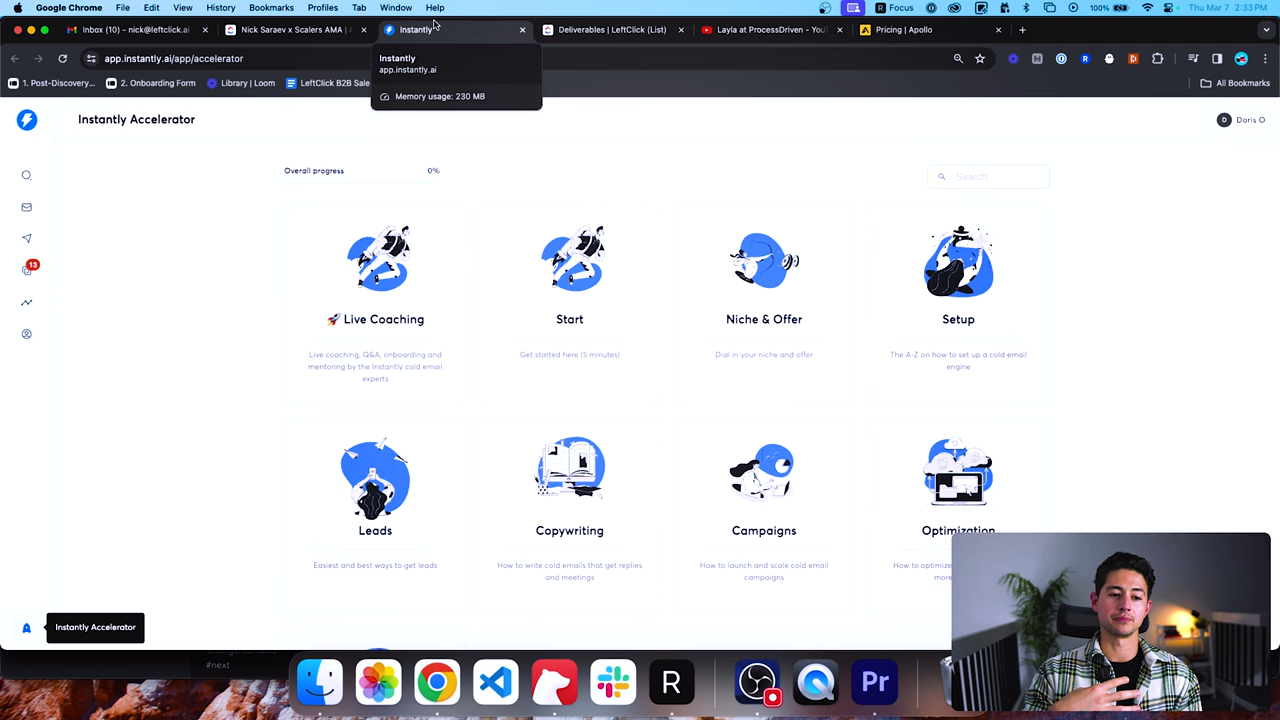 Google Chrome File Edit View History Bookmarks Profiles Tab Window Help
Focus
Thu Mar 7 2:33 PM
Inbox (10) - nick@leftclick.ai
Nick Saraev x Scalers AMA |
Instantly
Deliverables | LeftClick (List) |
Layla at ProcessDriven - You
Pricing | Apollo
app.instantly.ai/app/accelerator
1. Post-Discovery...
2. Onboarding Form
Library | Loom
LeftClick B2B Sale
All Bookmarks
Instantly
app.instantly.ai
Memory usage: 230 MB
Instantly Accelerator
D
Doris O
Overall progress
0%
Search
13
🚀 Live Coaching
Live coaching, Q&A, onboarding and
mentoring by the Instantly cold email
experts
Start
Get started here (5 minutes)
Niche & Offer
Dial in your niche and offer
Setup
The A-Z on how to set up a cold email
engine
Leads
Easiest and best ways to get leads
Copywriting
How to write cold emails that get replies
and meetings
Campaigns
How to launch and scale cold email
campaigns
Optimization
How to optimiz
more
Instantly Accelerator
#next
R
Pr